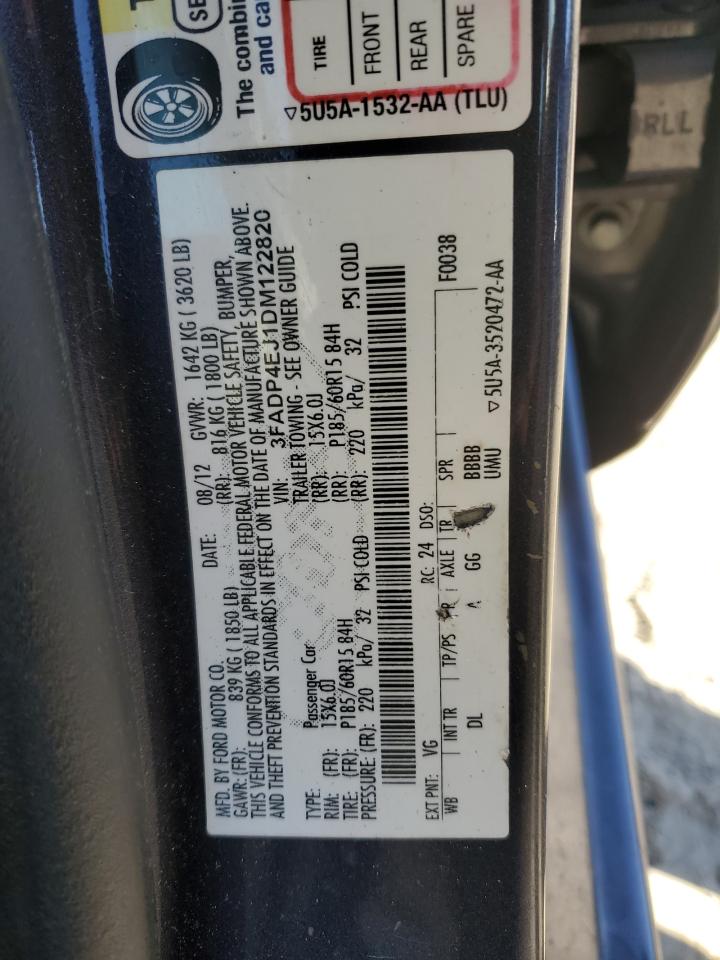 SE
The combin
and ca
TIRE
FRONT
REAR
SPARE
5U5A-1532-AA (TLU)
RLL
MFD. BY FORD MOTOR CO. DATE: 08/12 GVWR: 1642 KG ( 3620 LB)
GAWR: (FR): 839 KG ( 1850 LB) (RR): 816 KG ( 1800 LB)
THIS VEHICLE CONFORMS TO ALL APPLICABLE FEDERAL MOTOR VEHICLE SAFETY, BUMPER,
AND THEFT PREVENTION STANDARDS IN EFFECT ON THE DATE OF MANUFACTURE SHOWN ABOVE.
VIN: 3FADP4EJ1DM122820
TYPE: Passenger Car TRAILER TOWING - SEE OWNER GUIDE
RIM: (FR): 15X6.0J (RR): 15X6.0J
TIRE: (FR): P185/60R15 84H (RR): P185/60R15 84H
PRESSURE: (FR): 220 kPa/ 32 PSI COLD (RR): 220 kPa/ 32 PSI COLD
EXT PNT: VG RC: 24 DSO: F0038
WB INT TR TP/PS R AXLE TR SPR
DL A GG BBBB
UMU
5U5A-3520472-AA